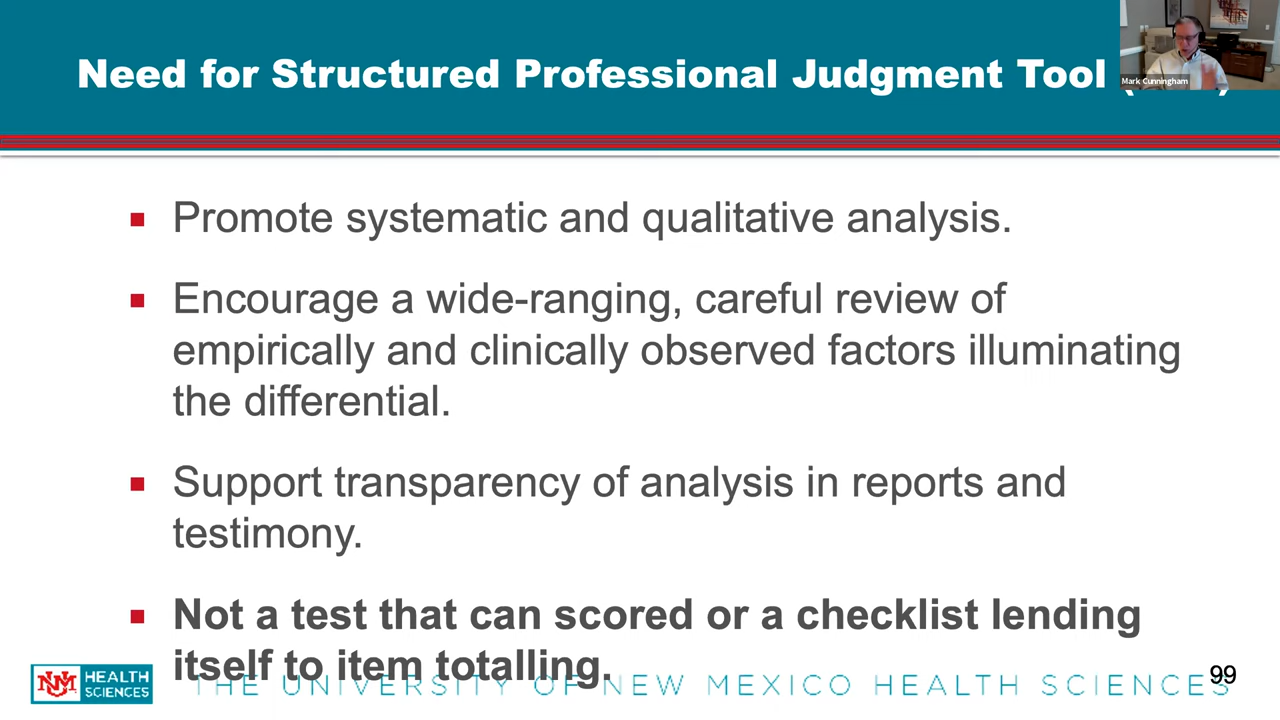 Need for Structured Professional Judgment Tool
Mark Cunningham
Promote systematic and qualitative analysis.
Encourage a wide-ranging, careful review of
empirically and clinically observed factors illuminating
the differential.
Support transparency of analysis in reports and
testimony.
Not a test that can scored or a checklist lending
itself to item totalling.
UNM HEALTH
SCIENCES
THE UNIVERSITY OF NEW MEXICO HEALTH SCIENCES
99